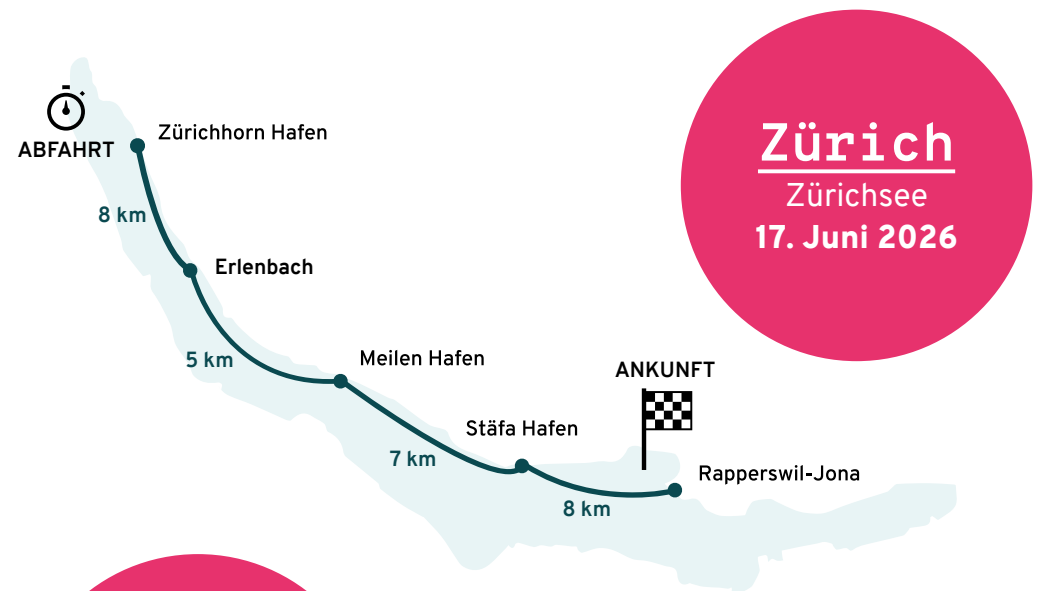 Zürich
Zürichsee
17. Juni 2026
ABFAHRT
Zürichhorn Hafen
8 km
Erlenbach
5 km
Meilen Hafen
7 km
Stäfa Hafen
8 km
ANKUNFT
Rapperswil-Jona